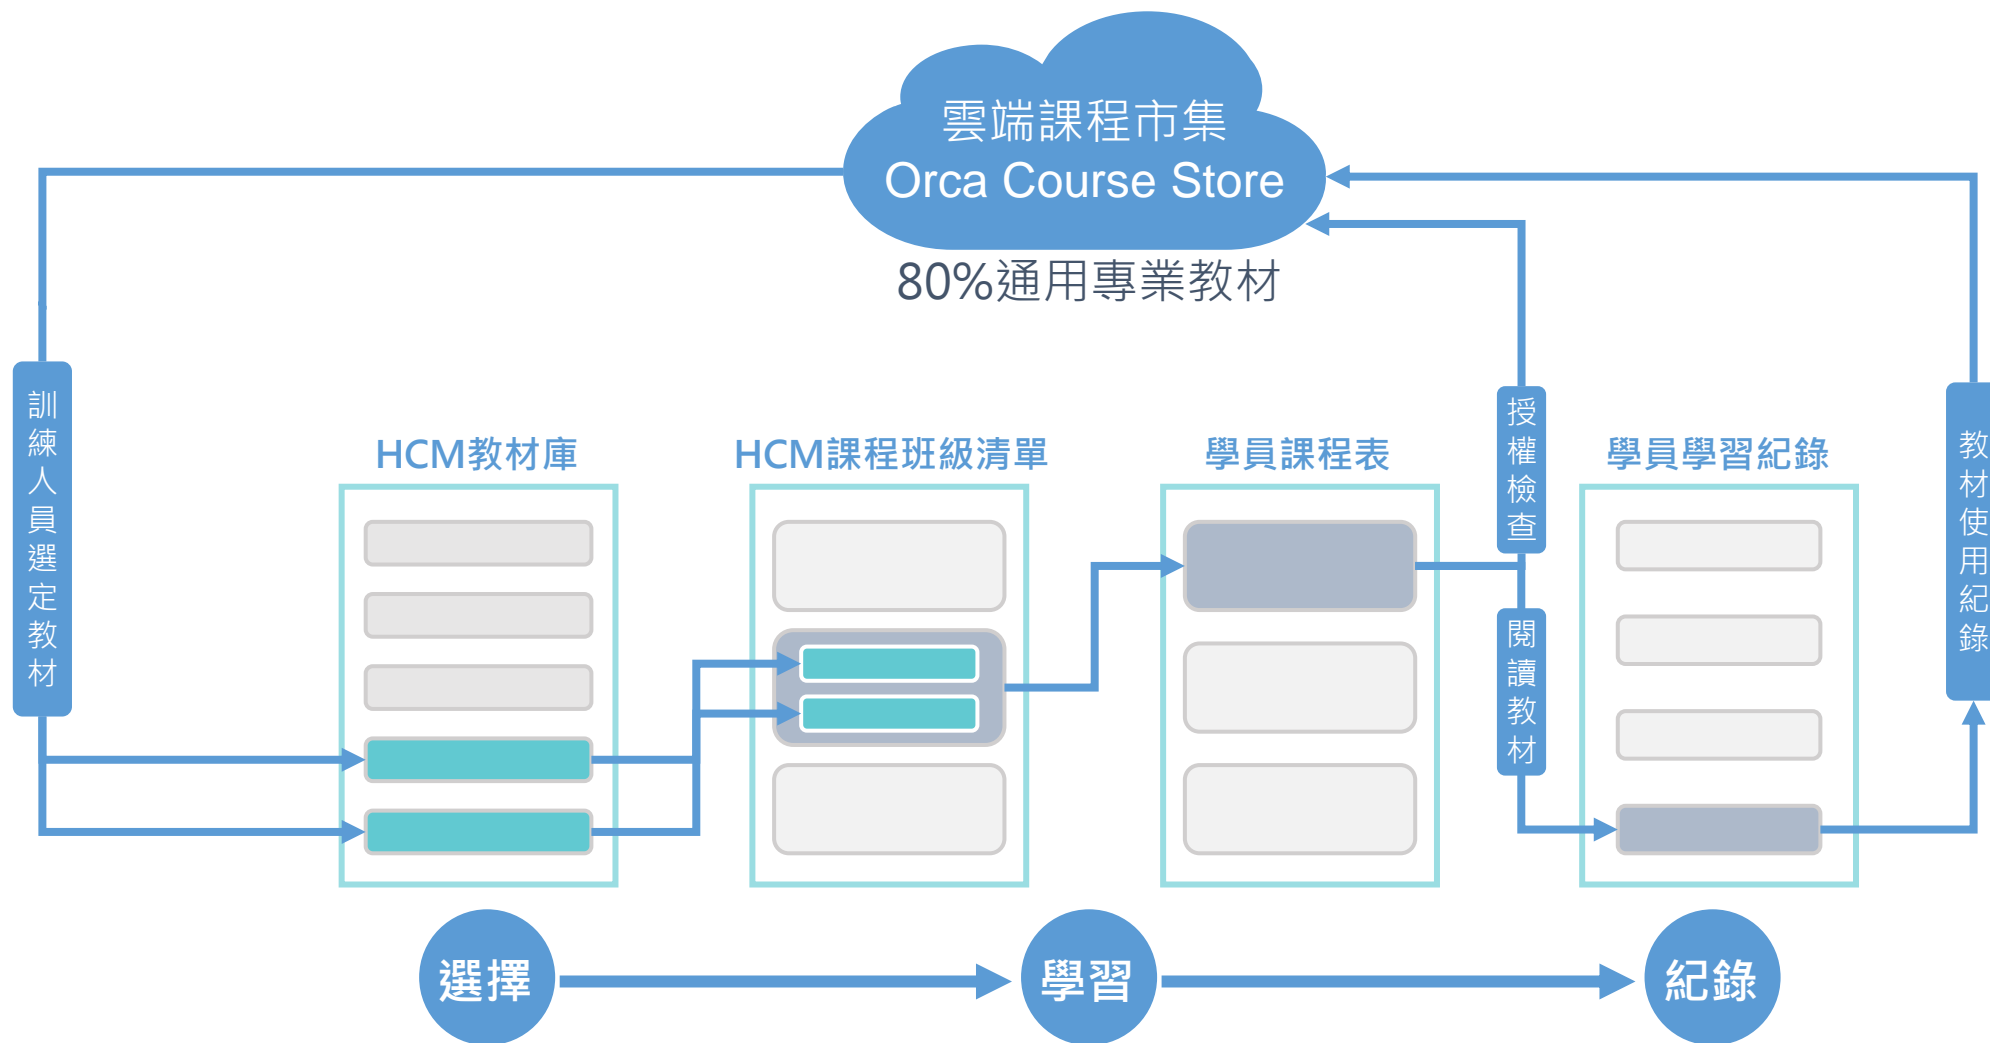 雲端課程市集
Orca Course Store
80%通用專業教材
訓練人員選定教材
HCM教材庫
HCM課程班級清單
學員課程表
授權檢查
閱讀教材
學員學習紀錄
教材使用紀錄
選擇
學習
紀錄